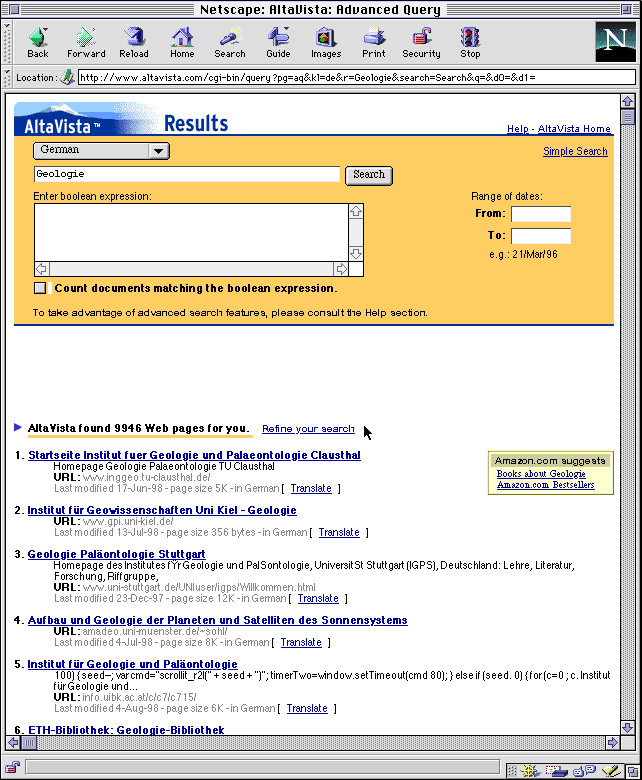 Netscape: AltaVista: Advanced Query
Back Forward Reload Home Search Guide Images Print Security Stop
N
Location: http://www.altavista.com/cgi-bin/query?pg=aq&kl=de&r=Geologie&search=Search&q=&d0=&d1=
AltaVista™ Results
Help - AltaVista Home
German
Simple Search
Geologie Search
Enter boolean expression: Range of dates:
From:
To:
e.g.: 21/Mar/96
Count documents matching the boolean expression.
To take advantage of advanced search features, please consult the Help section.
AltaVista found 9946 Web pages for you. Refine your search
1. Startseite Institut fuer Geologie und Palaeontologie Clausthal
Homepage Geologie Palaeontologie TU Clausthal
URL: www.inggeo.tu-clausthal.de/
Last modified 17-Jun-98 - page size 5K - in German [ Translate ]
Amazon.com suggests
Books about Geologie
Amazon.com Bestsellers
2. Institut für Geowissenschaften Uni Kiel - Geologie
URL: www.gpi.uni-kiel.de/
Last modified 13-Jul-98 - page size 356 bytes - in German [ Translate ]
3. Geologie Paläontologie Stuttgart
Homepage des Institutes fŸr Geologie und PalSontologie, UniversitSt Stuttgart (IGPS), Deutschland: Lehre, Literatur,
Forschung, Riffgruppe,
URL: www.uni-stuttgart.de/UNIuser/igps/Willkommen.html
Last modified 23-Dec-97 - page size 12K - in German [ Translate ]
4. Aufbau und Geologie der Planeten und Satelliten des Sonnensystems
URL: amadeo.uni-muenster.de/~sohl/
Last modified 4-Jul-98 - page size 8K - in German [ Translate ]
5. Institut für Geologie und Paläontologie
100) { seed--; var cmd="scrollit_r2l(" + seed + ")"; timerTwo=window.setTimeout(cmd 80); } else if (seed. 0) { for (c=0 ; c. Institut
für Geologie und...
URL: info.uibk.ac.at/c/c7/c715/
Last modified 4-Aug-98 - page size 6K - in German [ Translate ]
6. ETH-Bibliothek: Geologie-Bibliothek